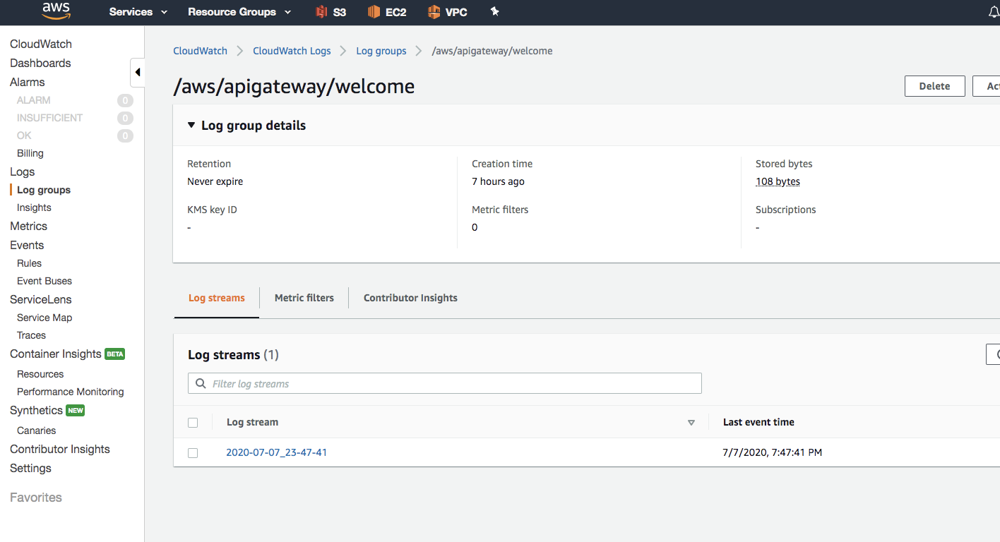 aws Services Resource Groups S3 EC2 VPC
CloudWatch
Dashboards
Alarms
ALARM 0
INSUFFICIENT 0
OK 0
Billing
Logs
Log groups
Insights
Metrics
Events
Rules
Event Buses
ServiceLens
Service Map
Traces
Container Insights BETA
Resources
Performance Monitoring
Synthetics NEW
Canaries
Contributor Insights
Settings
Favorites
CloudWatch CloudWatch Logs Log groups /aws/apigateway/welcome
/aws/apigateway/welcome
Delete
Log group details
Retention
Never expire
KMS key ID
-
Creation time
7 hours ago
Metric filters
0
Stored bytes
108 bytes
Subscriptions
-
Log streams Metric filters Contributor Insights
Log streams (1)
Filter log streams
Log stream Last event time
2020-07-07_23-47-41 7/7/2020, 7:47:41 PM